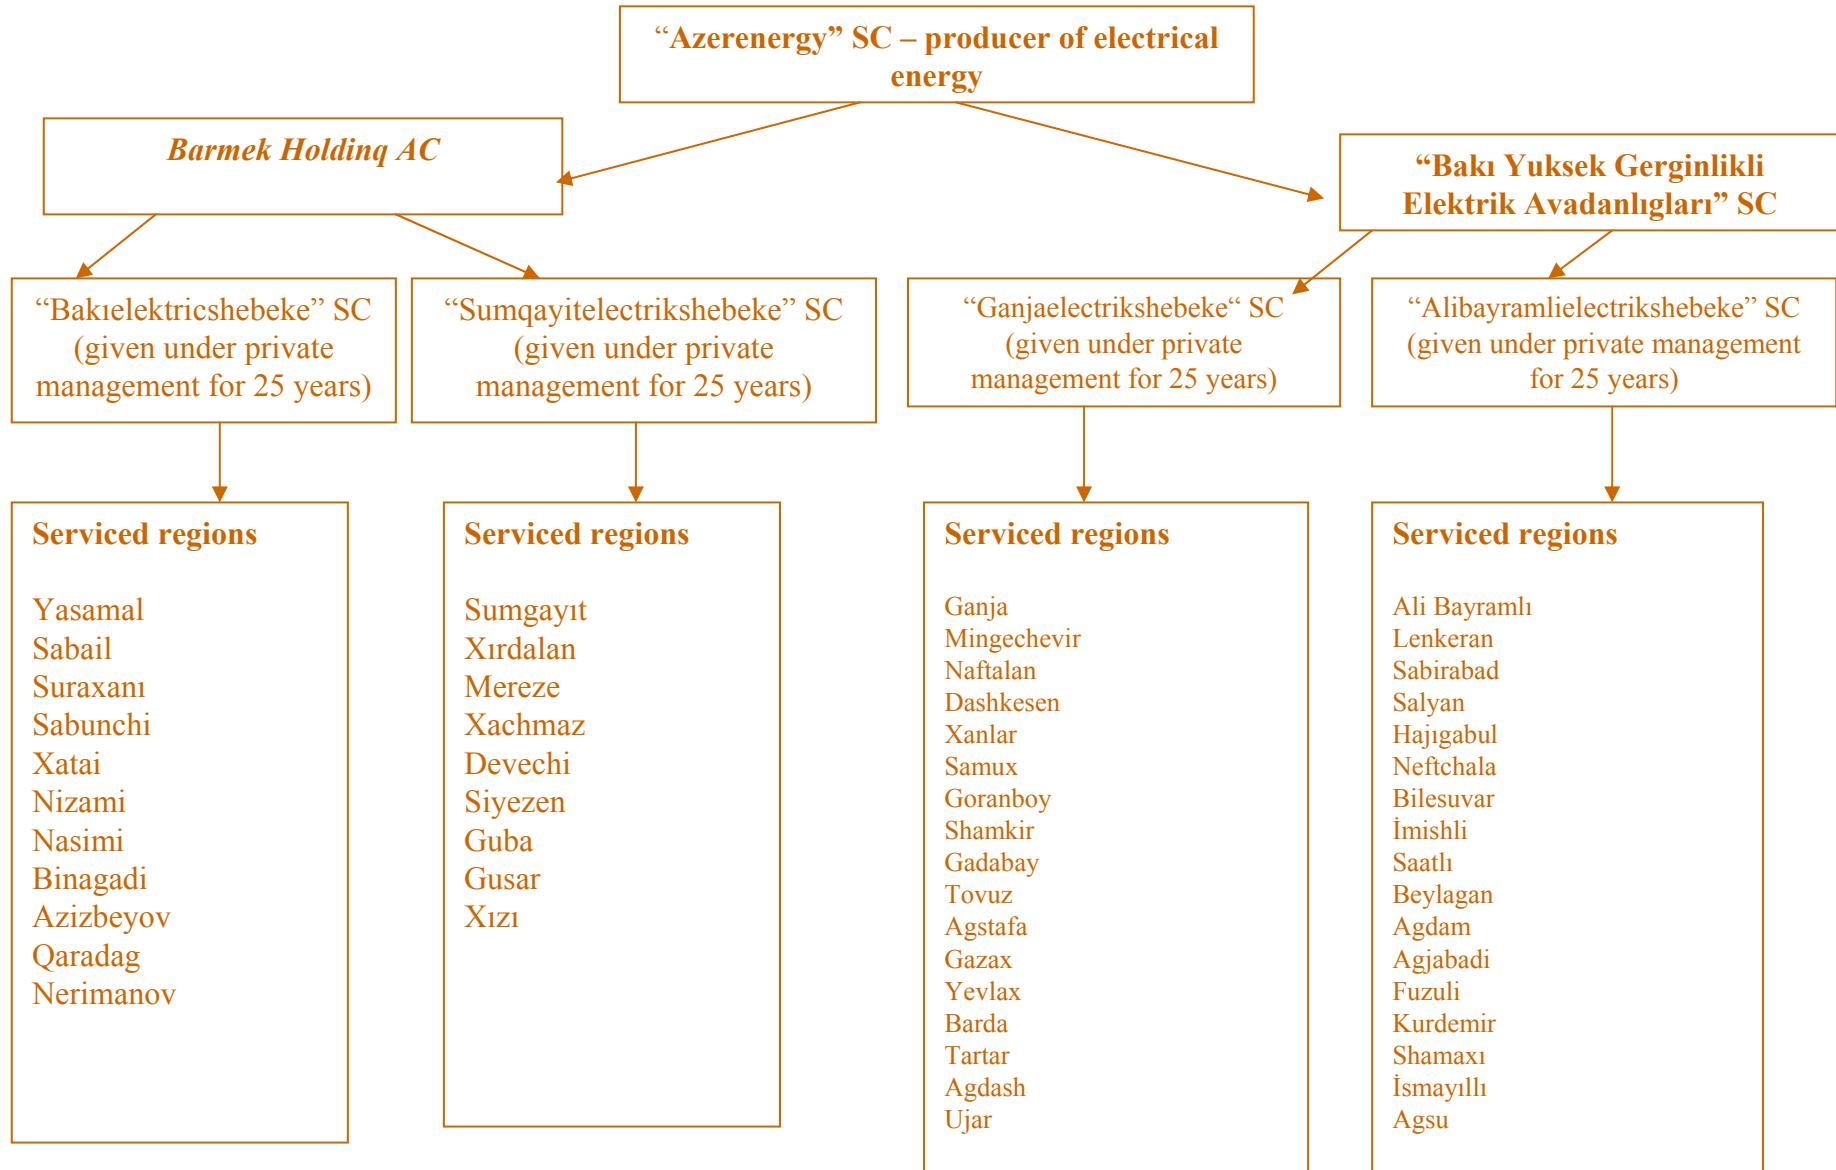 “Azerenergy” SC – producer of electrical
energy
Barmek Holdinq AC
“Bakı Yuksek Gerginlikli
Elektrik Avadanlıgları” SC
“Bakıelektricshebeke” SC
(given under private
management for 25 years)
“Sumqayitelectrikshebeke” SC
(given under private
management for 25 years)
“Ganjaelectrikshebeke“ SC
(given under private
management for 25 years)
“Alibayramlielectrikshebeke” SC
(given under private management
for 25 years)
Serviced regions
Yasamal
Sabail
Suraxanı
Sabunchi
Xatai
Nizami
Nasimi
Binagadi
Azizbeyov
Qaradag
Nerimanov
Serviced regions
Sumgayıt
Xırdalan
Mereze
Xachmaz
Devechi
Siyezen
Guba
Gusar
Xızı
Serviced regions
Ganja
Mingechevir
Naftalan
Dashkesen
Xanlar
Samux
Goranboy
Shamkir
Gadabay
Tovuz
Agstafa
Gazax
Yevlax
Barda
Tartar
Agdash
Ujar
Serviced regions
Ali Bayramlı
Lenkeran
Sabirabad
Salyan
Hajıgabul
Neftchala
Bilesuvar
İmishli
Saatlı
Beylagan
Agdam
Agjabadi
Fuzuli
Kurdemir
Shamaxı
İsmayıllı
Agsu